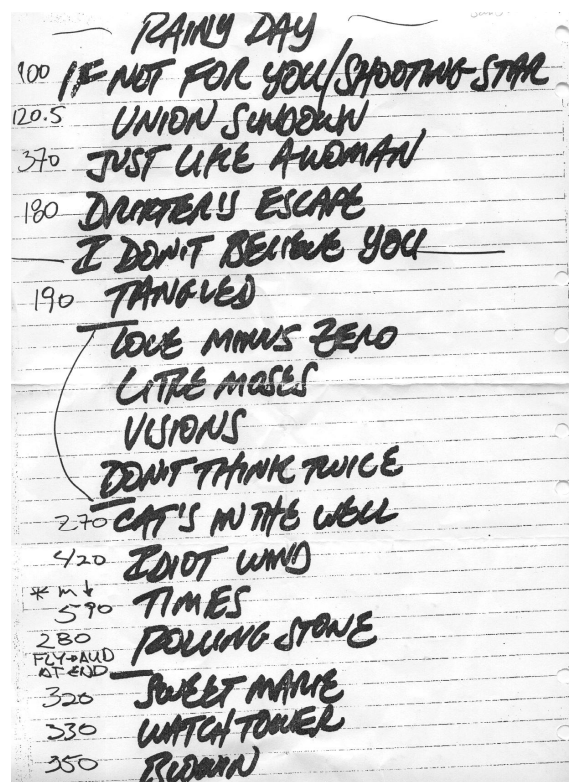 RAINY DAY
100 IF NOT FOR YOU/SHOOTING STAR
120.5 UNION SUNDOWN
370 JUST LIKE A WOMAN
180 DRIFTER'S ESCAPE
I DON'T BELIEVE YOU
190 TANGLED
LOVE MINUS ZERO
LITTLE MOSES
VISIONS
DON'T THINK TWICE
270 CAT'S IN THE WELL
420 IDIOT WIND
* m ↓
590 TIMES
280 ROLLING STONE
FLY→AUD
AT END
320 SWEET MARIE
330 WATCHTOWER
350